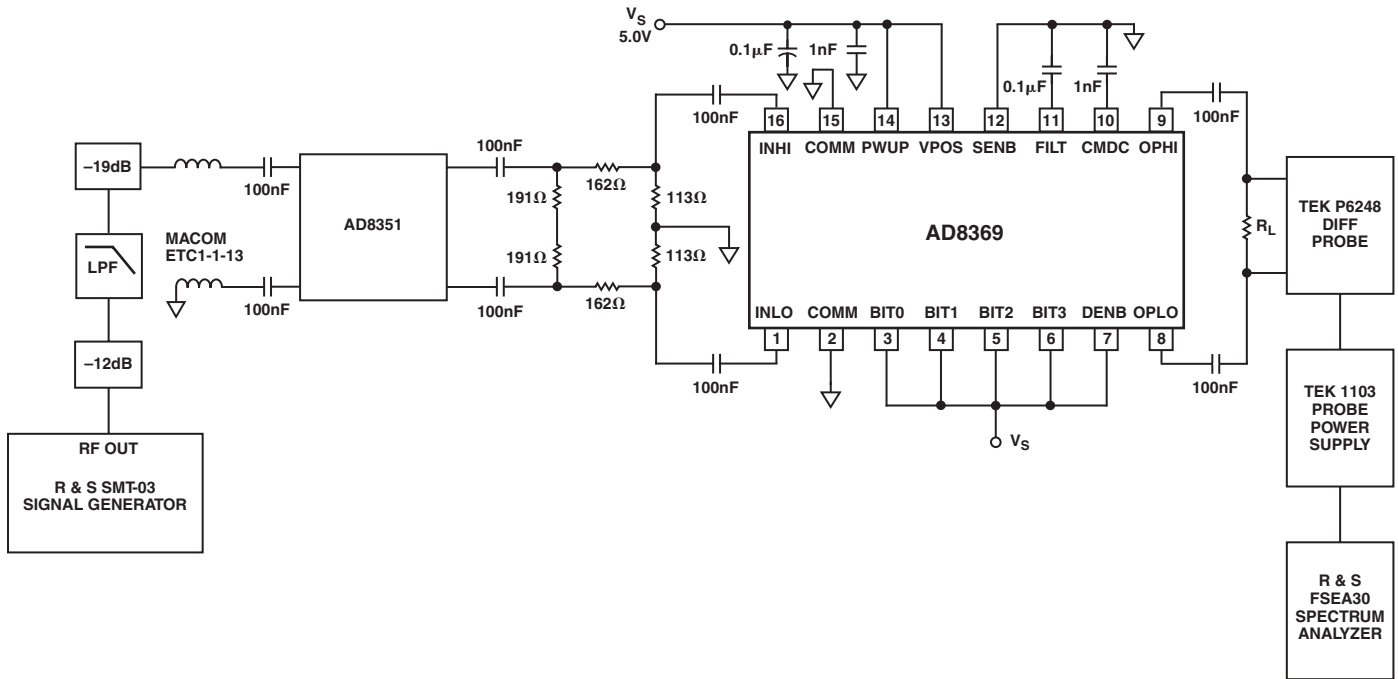 V_S
5.0V
0.1μF
1nF
0.1μF
1nF
100nF
100nF
16
15
14
13
12
11
10
9
INHI
COMM
PWUP
VPOS
SENB
FILT
CMDC
OPHI
–19dB
100nF
100nF
162Ω
191Ω
113Ω
AD8351
AD8369
R_L
TEK P6248
DIFF
PROBE
MACOM
ETC1-1-13
LPF
191Ω
113Ω
162Ω
100nF
100nF
INLO
COMM
BIT0
BIT1
BIT2
BIT3
DENB
OPLO
1
2
3
4
5
6
7
8
100nF
100nF
V_S
–12dB
TEK 1103
PROBE
POWER
SUPPLY
RF OUT
R & S SMT-03
SIGNAL GENERATOR
R & S
FSEA30
SPECTRUM
ANALYZER